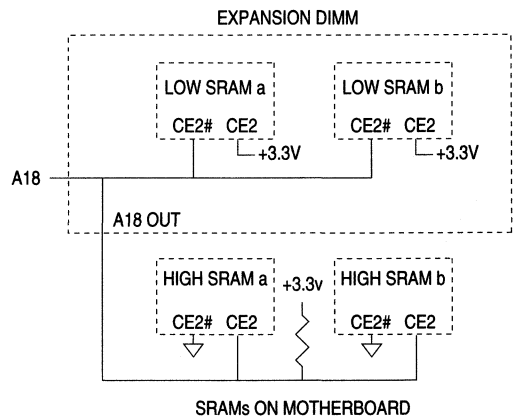 EXPANSION DIMM
LOW SRAM a
LOW SRAM b
CE2# CE2
CE2# CE2
+3.3V
+3.3V
A18
A18 OUT
HIGH SRAM a
+3.3v
HIGH SRAM b
CE2# CE2
CE2# CE2
SRAMs ON MOTHERBOARD